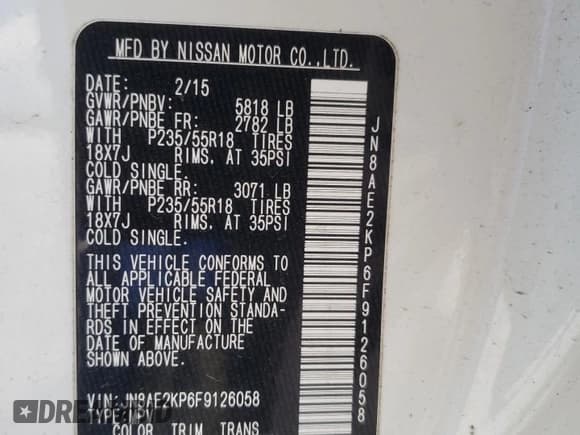 MFD BY NISSAN MOTOR CO.,LTD.
DATE: 2/15
GVWR/PNBV: 5818 LB
GAWR/PNBE FR: 2782 LB
WITH P235/55R18 TIRES
18X7J RIMS, AT 35PSI
COLD SINGLE.
GAWR/PNBE RR: 3071 LB
WITH P235/55R18 TIRES
18X7J RIMS, AT 35PSI
COLD SINGLE.
THIS VEHICLE CONFORMS TO
ALL APPLICABLE FEDERAL
MOTOR VEHICLE SAFETY AND
THEFT PREVENTION STANDA-
RDS IN EFFECT ON THE
DATE OF MANUFACTURE
SHOWN ABOVE.
VIN: JN8AE2KP6F9126058
COLOR TRIM TRANS
JN8AE2KP6F9126058